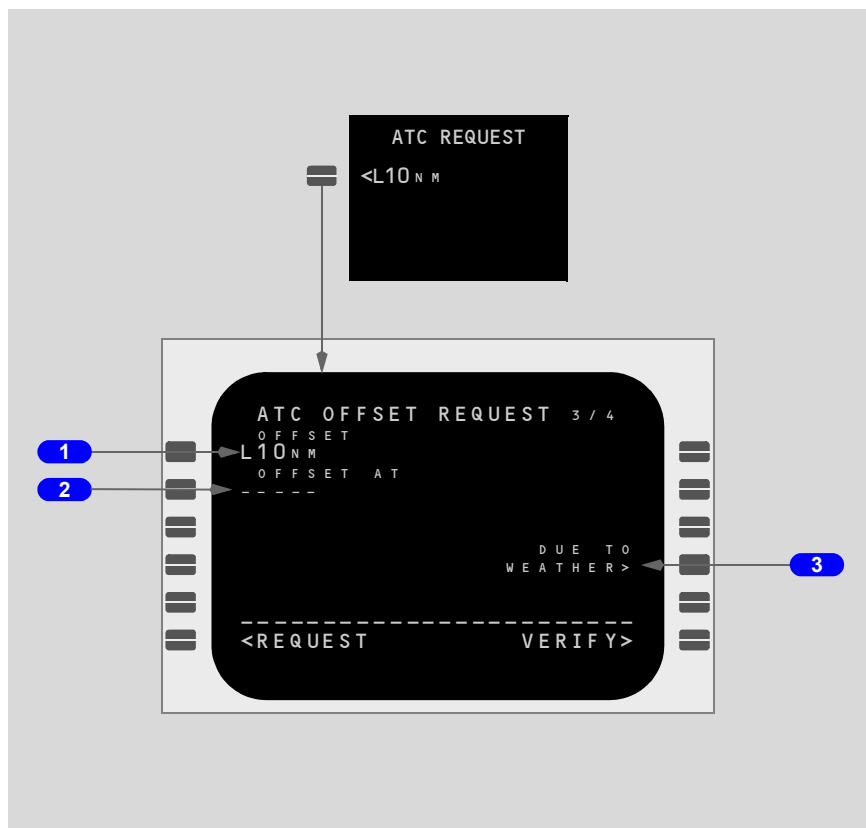 ATC REQUEST
<L10NM
ATC OFFSET REQUEST 3/4
OFFSET
1
L10NM
OFFSET AT
2
-----
DUE TO
WEATHER>
3
<REQUEST VERIFY>